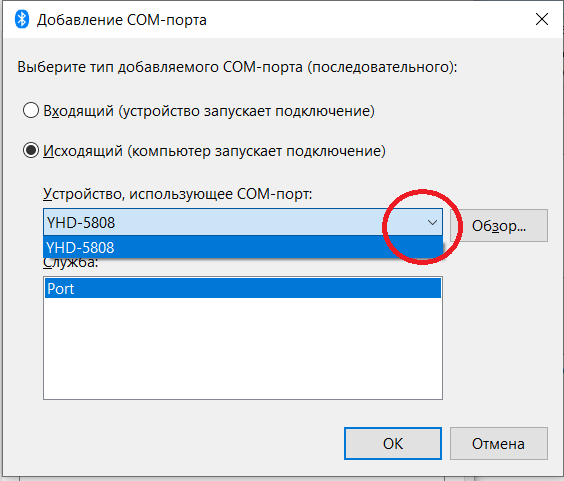 Добавление COM-порта
Выберите тип добавляемого COM-порта (последовательного):
Входящий (устройство запускает подключение)
Исходящий (компьютер запускает подключение)
Устройство, использующее COM-порт:
YHD-5808
Обзор...
YHD-5808
Служба:
Port
OK
Отмена